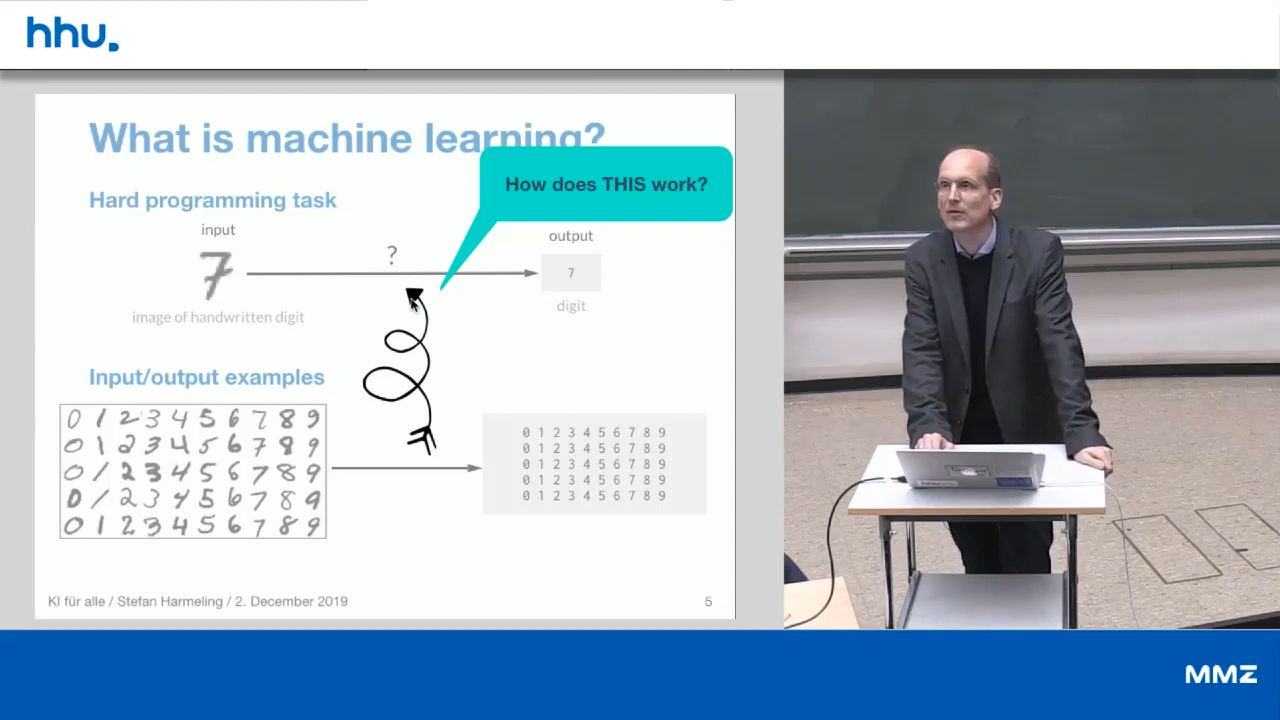 hhu.
What is machine learning?
How does THIS work?
Hard programming task
input
output
7
?
7
image of handwritten digit
digit
Input/output examples
0 1 2 3 4 5 6 7 8 9
0 1 2 3 4 5 6 7 8 9
0 1 2 3 4 5 6 7 8 9
0 1 2 3 4 5 6 7 8 9
0 1 2 3 4 5 6 7 8 9
0 1 2 3 4 5 6 7 8 9
0 1 2 3 4 5 6 7 8 9
0 1 2 3 4 5 6 7 8 9
0 1 2 3 4 5 6 7 8 9
0 1 2 3 4 5 6 7 8 9
KI für alle / Stefan Harmeling / 2. December 2019
5
MMZ